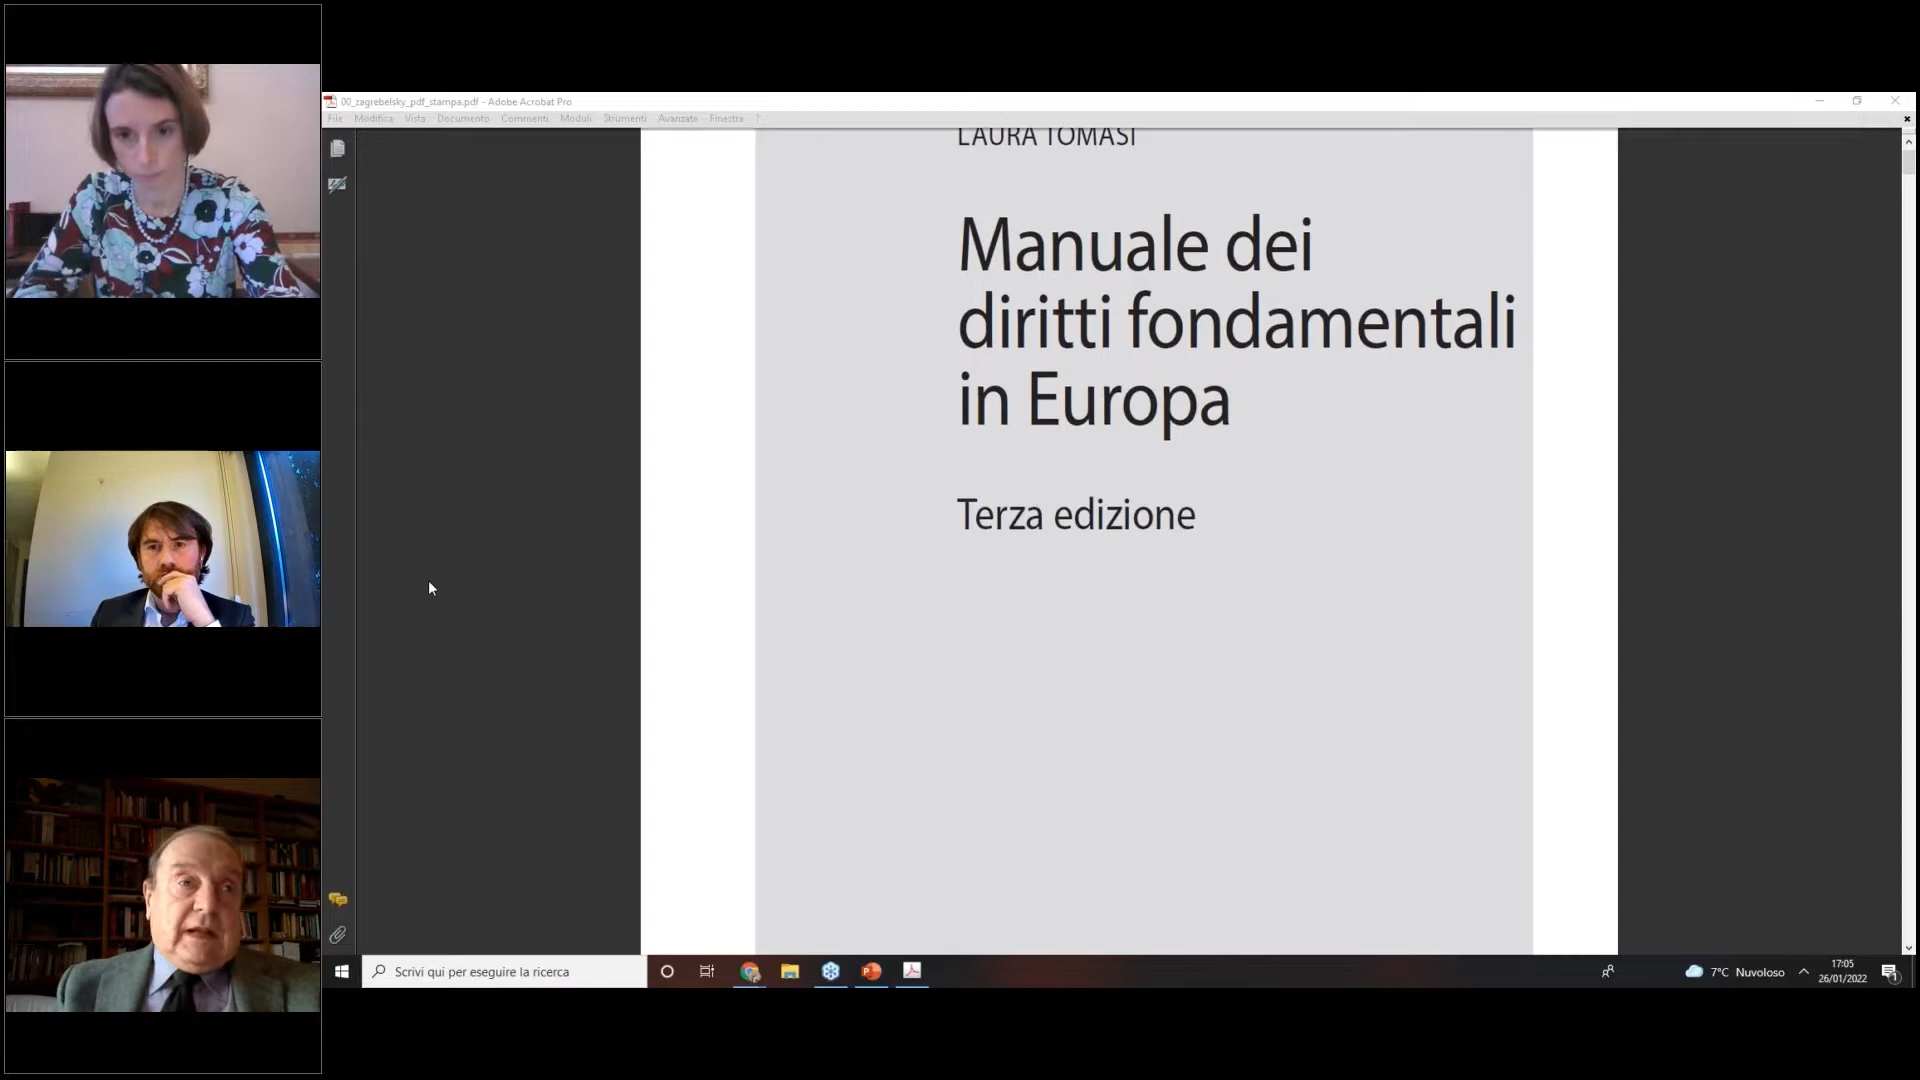 00_zagrebelsky_pdf_stampa.pdf - Adobe Acrobat Pro
File Modifica Vista Documento Commenti Moduli Strumenti Avanzate Finestra ?
LAURA TOMASI
Manuale dei
diritti fondamentali
in Europa
Terza edizione
Scrivi qui per eseguire la ricerca
7°C Nuvoloso
17:05
26/01/2022
1